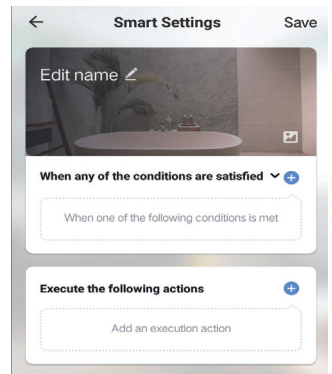 Smart Settings Save
Edit name
When any of the conditions are satisfied
When one of the following conditions is met
Execute the following actions
Add an execution action